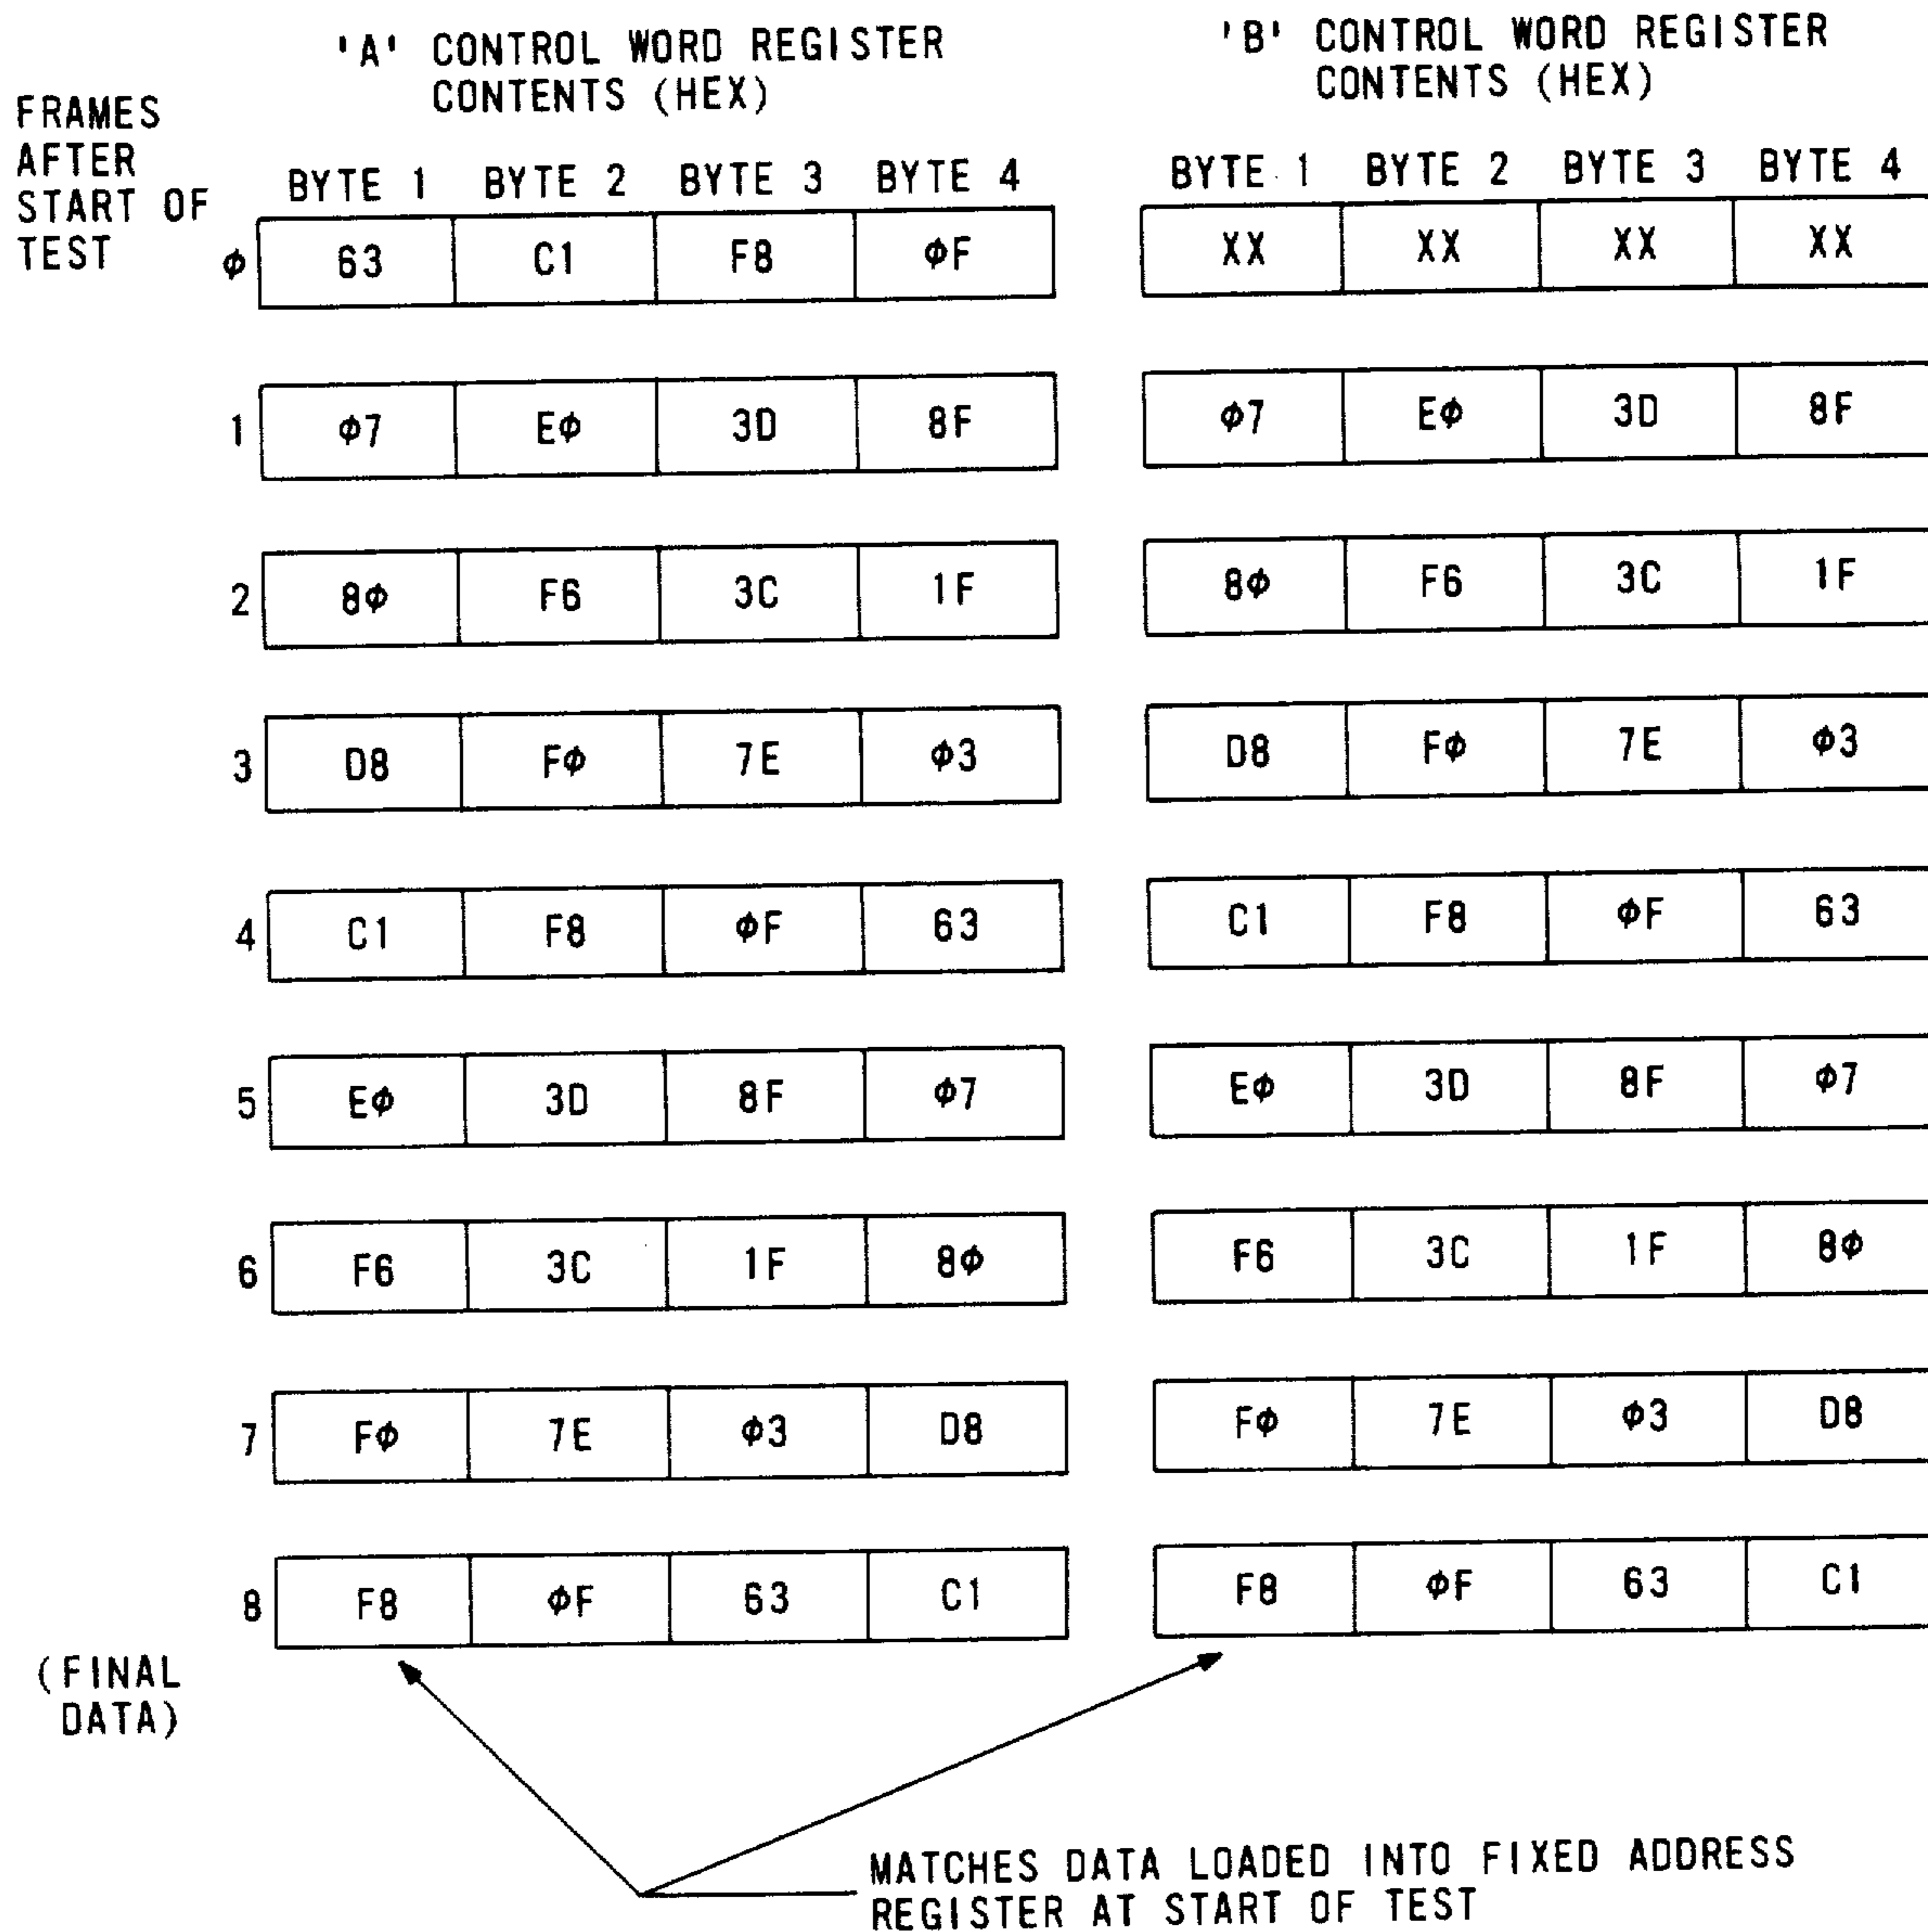 'A' CONTROL WORD REGISTER
CONTENTS (HEX)
'B' CONTROL WORD REGISTER
CONTENTS (HEX)
FRAMES
AFTER
START OF
TEST
BYTE 1 BYTE 2 BYTE 3 BYTE 4 BYTE 1 BYTE 2 BYTE 3 BYTE 4
ϕ 63 C1 F8 ϕF XX XX XX XX
1 ϕ7 Eϕ 3D 8F ϕ7 Eϕ 3D 8F
2 8ϕ F6 3C 1F 8ϕ F6 3C 1F
3 D8 Fϕ 7E ϕ3 D8 Fϕ 7E ϕ3
4 C1 F8 ϕF 63 C1 F8 ϕF 63
5 Eϕ 3D 8F ϕ7 Eϕ 3D 8F ϕ7
6 F6 3C 1F 8ϕ F6 3C 1F 8ϕ
7 Fϕ 7E ϕ3 D8 Fϕ 7E ϕ3 D8
8 F8 ϕF 63 C1 F8 ϕF 63 C1
(FINAL
DATA)
MATCHES DATA LOADED INTO FIXED ADDRESS
REGISTER AT START OF TEST